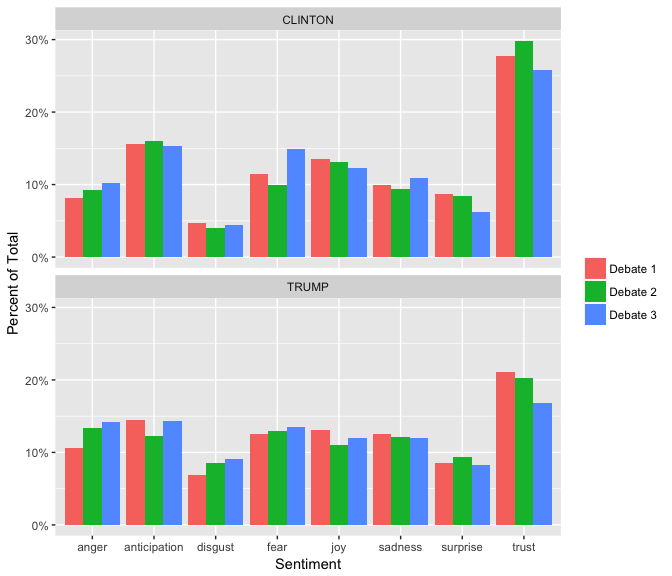 CLINTON
30%
20%
10%
0%
TRUMP
30%
20%
10%
0%
anger anticipation disgust fear joy sadness surprise trust
Sentiment
Percent of Total
Debate 1
Debate 2
Debate 3